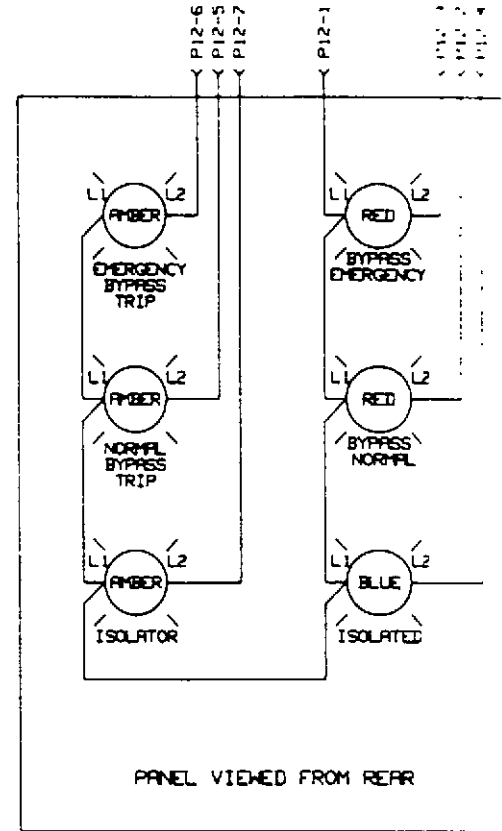 P12-6
P12-5
P12-7
P12-1
L1 L2
AMBER
EMERGENCY
BYPASS
TRIP
L1 L2
RED
BYPASS
EMERGENCY
L1 L2
AMBER
NORMAL
BYPASS
TRIP
L1 L2
RED
BYPASS
NORMAL
L1 L2
AMBER
ISOLATOR
L1 L2
BLUE
ISOLATED
PANEL VIEWED FROM REAR